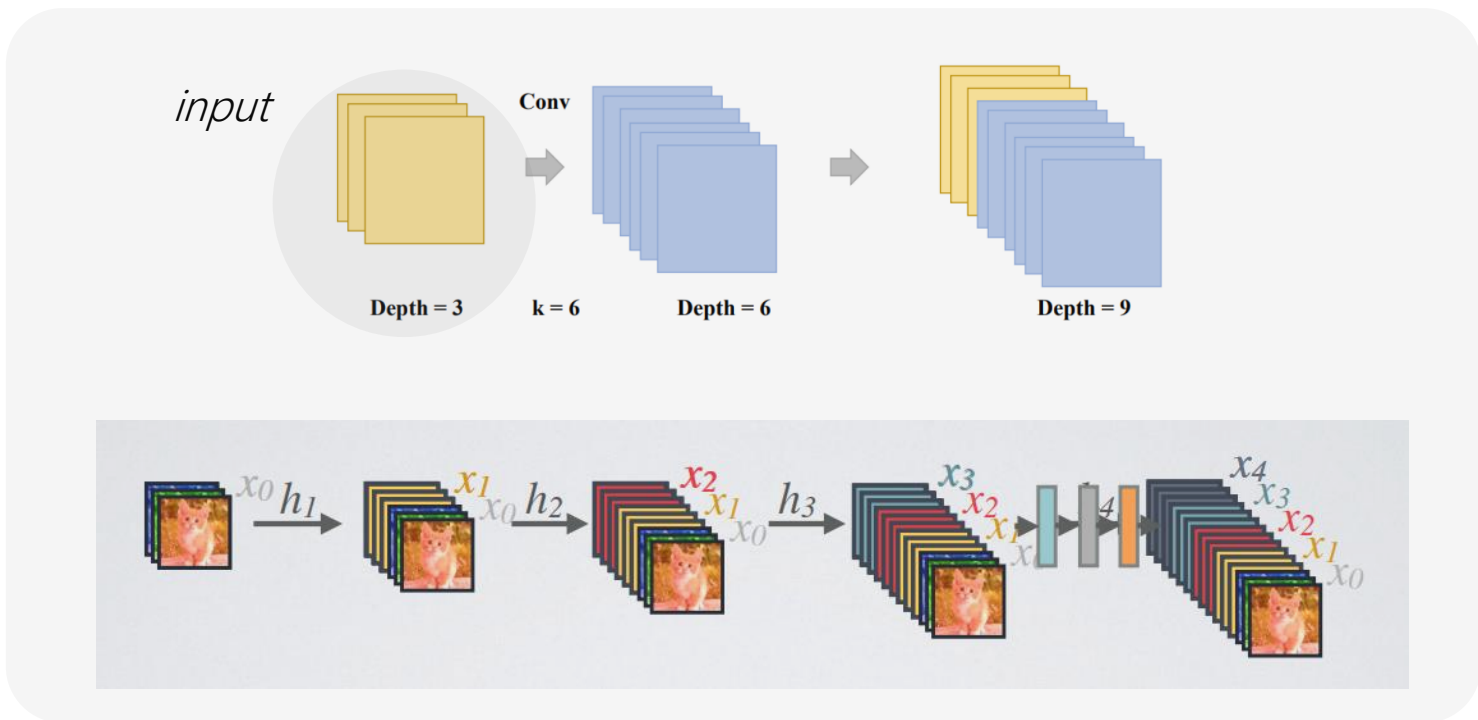 input
Conv
Depth = 3
k = 6
Depth = 6
Depth = 9
x0
h1
x1
x0
h2
x2
x1
x0
h3
x3
x2
x1
4
x4
x3
x2
x1
x0